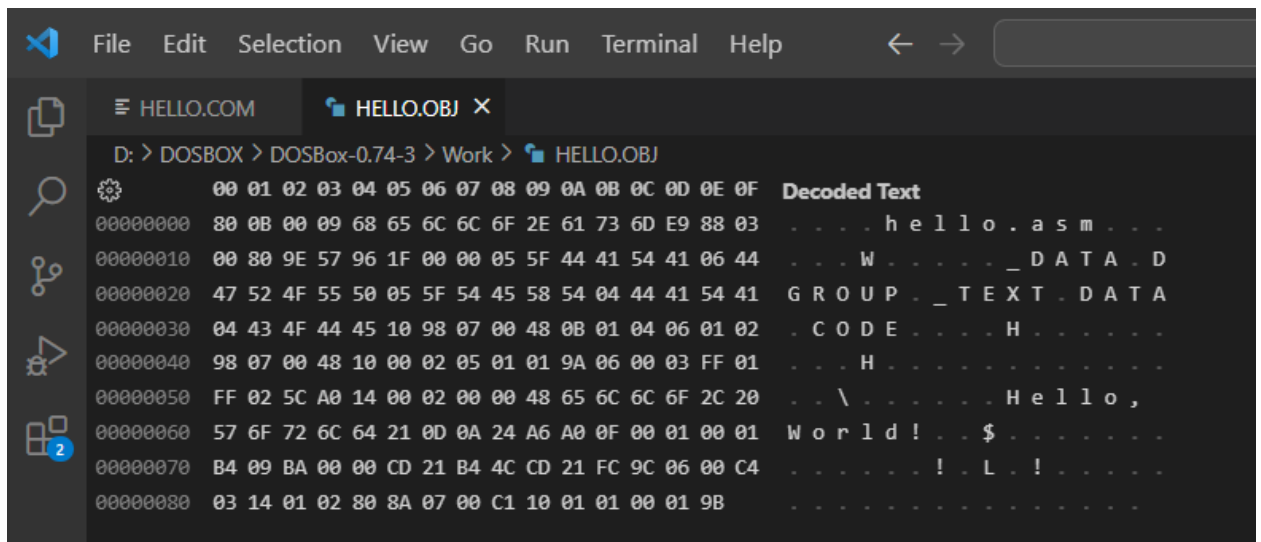 File Edit Selection View Go Run Terminal Help
HELLO.COM HELLO.OBJ
D: > DOSBOX > DOSBox-0.74-3 > Work > HELLO.OBJ
00 01 02 03 04 05 06 07 08 09 0A 0B 0C 0D 0E 0F Decoded Text
00000000 80 0B 00 09 68 65 6C 6C 6F 2E 61 73 6D E9 88 03 . . . . h e l l o . a s m . . .
00000010 00 80 9E 57 96 1F 00 00 05 5F 44 41 54 41 06 44 . . . W . . . . . _ D A T A . D
00000020 47 52 4F 55 50 05 5F 54 45 58 54 04 44 41 54 41 G R O U P . _ T E X T . D A T A
00000030 04 43 4F 44 45 10 98 07 00 48 0B 01 04 06 01 02 . C O D E . . . . H . . . . . .
00000040 98 07 00 48 10 00 02 05 01 01 9A 06 00 03 FF 01 . . . H . . . . . . . . . . . .
00000050 FF 02 5C A0 14 00 02 00 00 48 65 6C 6C 6F 2C 20 . . \ . . . . . . H e l l o ,
00000060 57 6F 72 6C 64 21 0D 0A 24 A6 A0 0F 00 01 00 01 W o r l d ! . . $ . . . . . . .
00000070 B4 09 BA 00 00 CD 21 B4 4C CD 21 FC 9C 06 00 C4 . . . . . . ! . L . ! . . . . .
00000080 03 14 01 02 80 8A 07 00 C1 10 01 01 00 01 9B . . . . . . . . . . . . . . .
2